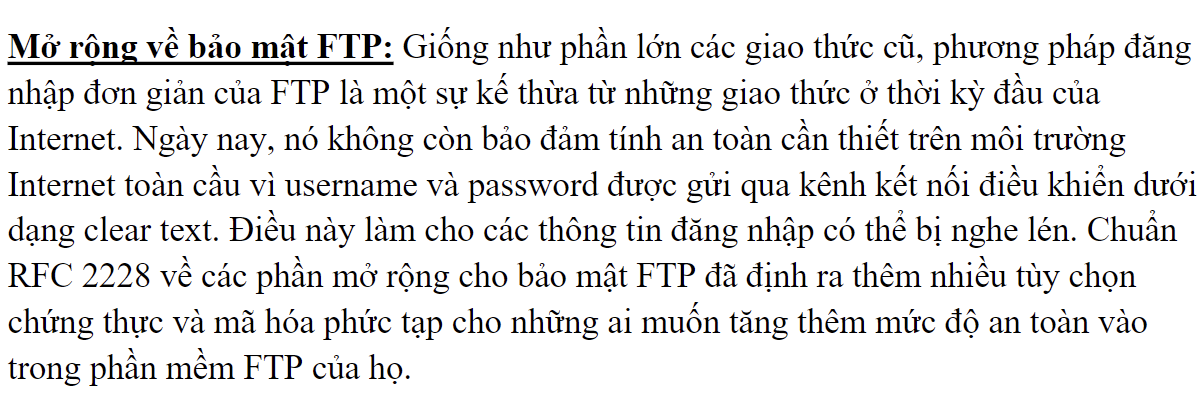 Mở rộng về bảo mật FTP: Giống như phần lớn các giao thức cũ, phương pháp đăng
nhập đơn giản của FTP là một sự kế thừa từ những giao thức ở thời kỳ đầu của
Internet. Ngày nay, nó không còn bảo đảm tính an toàn cần thiết trên môi trường
Internet toàn cầu vì username và password được gửi qua kênh kết nối điều khiển dưới
dạng clear text. Điều này làm cho các thông tin đăng nhập có thể bị nghe lén. Chuẩn
RFC 2228 về các phần mở rộng cho bảo mật FTP đã định ra thêm nhiều tùy chọn
chứng thực và mã hóa phức tạp cho những ai muốn tăng thêm mức độ an toàn vào
trong phần mềm FTP của họ.